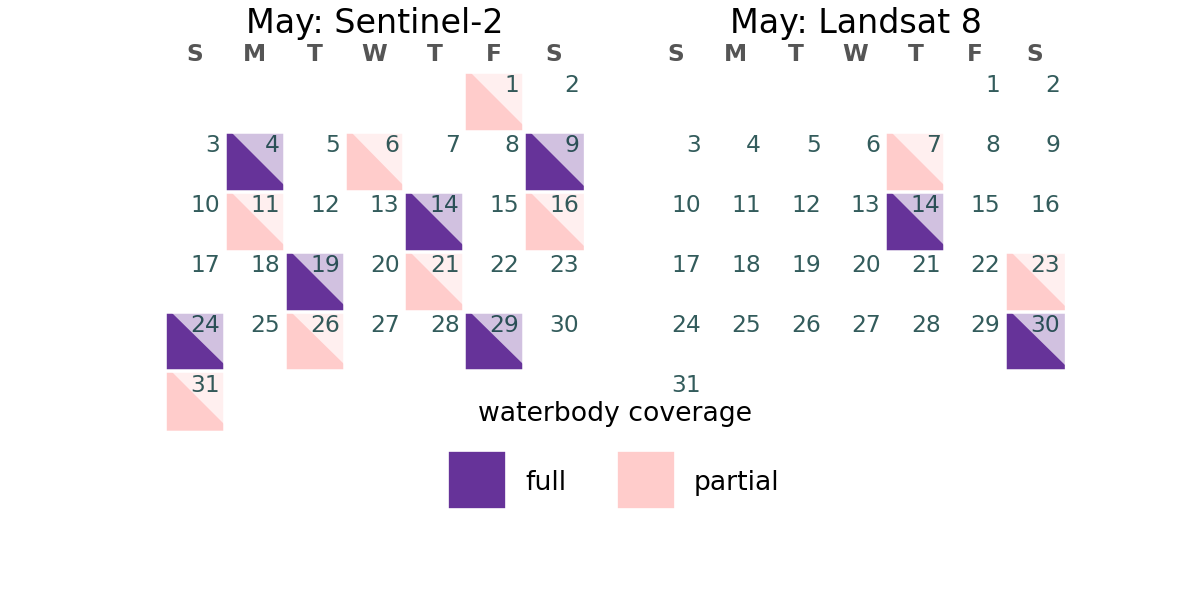 May: Sentinel-2
S M T W T F S
1 2
3 4 5 6 7 8 9
10 11 12 13 14 15 16
17 18 19 20 21 22 23
24 25 26 27 28 29 30
31
May: Landsat 8
S M T W T F S
1 2
3 4 5 6 7 8 9
10 11 12 13 14 15 16
17 18 19 20 21 22 23
24 25 26 27 28 29 30
31
waterbody coverage
full partial